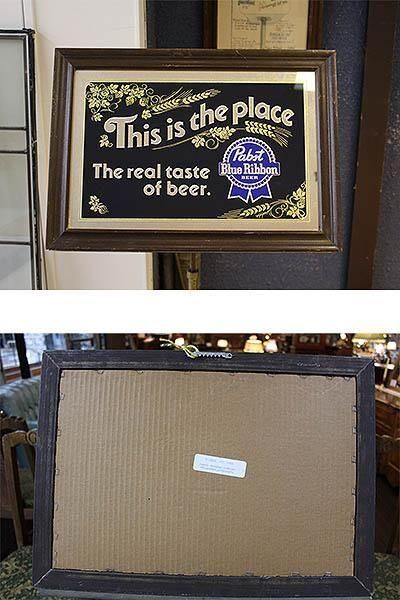 This is the place
The real taste
of beer.
Pabst
Blue Ribbon
BEER